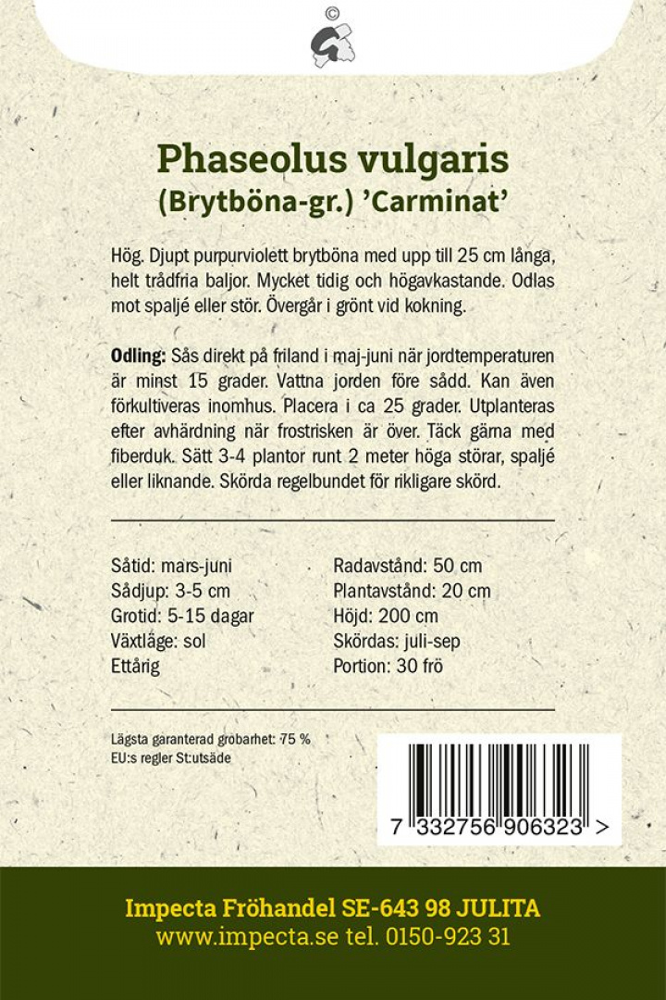 ©
Phaseolus vulgaris
(Brytböna-gr.) ’Carminat’
Hög. Djupt purpurviolett brytböna med upp till 25 cm långa,
helt trådfria baljor. Mycket tidig och högavkastande. Odlas
mot spaljé eller stör. Övergår i grönt vid kokning.
Odling: Sås direkt på friland i maj-juni när jordtemperaturen
är minst 15 grader. Vattna jorden före sådd. Kan även
förkultiveras inomhus. Placera i ca 25 grader. Utplanteras
efter avhärdning när frostrisken är över. Täck gärna med
fiberduk. Sätt 3-4 plantor runt 2 meter höga störar, spaljé
eller liknande. Skörda regelbundet för rikligare skörd.
Såtid: mars-juni
Sådjup: 3-5 cm
Grotid: 5-15 dagar
Växtläge: sol
Ettårig
Radavstånd: 50 cm
Plantavstånd: 20 cm
Höjd: 200 cm
Skördas: juli-sep
Portion: 30 frö
Lägsta garanterad grobarhet: 75 %
EU:s regler St:utsäde
7 332756 906323 >
Impecta Fröhandel SE-643 98 JULITA
www.impecta.se tel. 0150-923 31